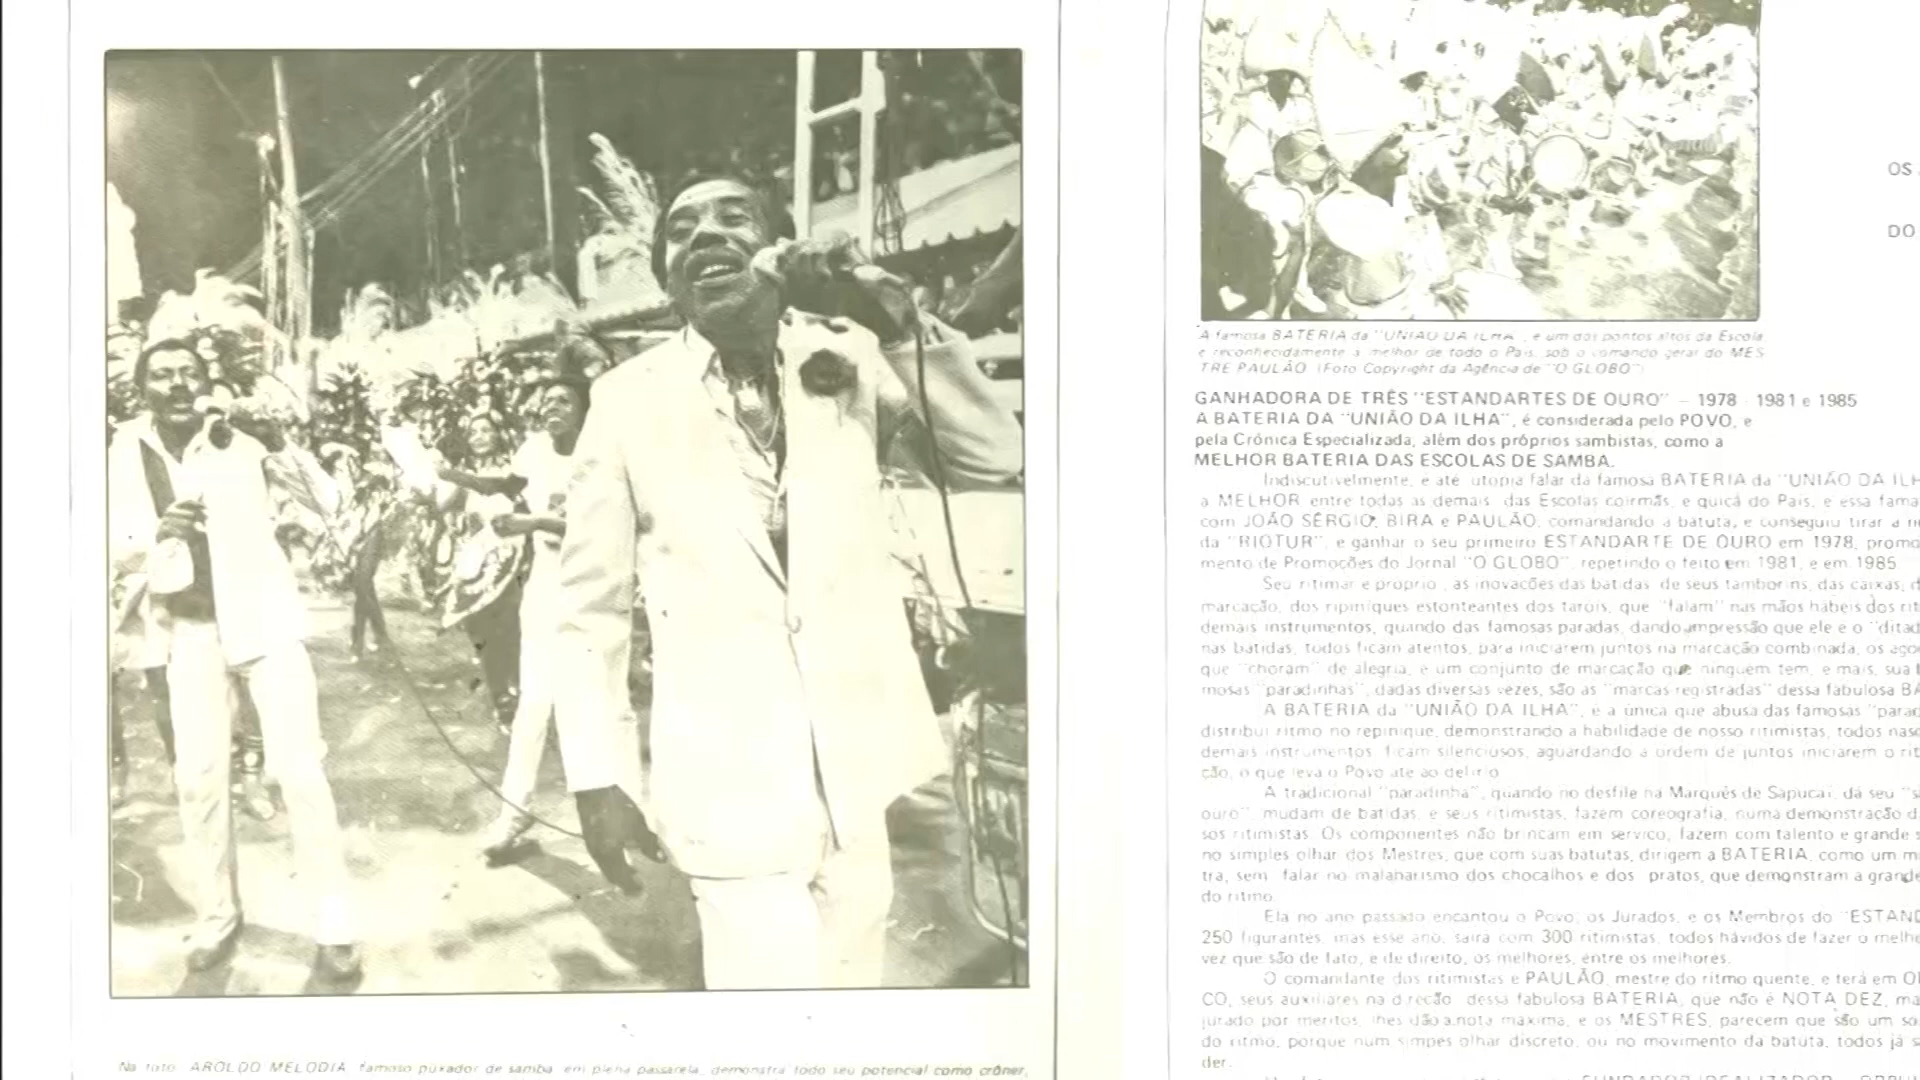 Na foto AROLDO MELODIA famoso puxador de samba em plena passarela, demonstra todo seu potencial como crôner,
OS
DO
A famosa BATERIA da "UNIÃO DA ILHA", é um dos pontos altos da Escola
e reconhecidamente a melhor de todo o País, sob o comando geral do MES
TRE PAULÃO (Foto Copyright da Agência de "O GLOBO")
GANHADORA DE TRÊS "ESTANDARTES DE OURO" – 1978 - 1981 e 1985
A BATERIA DA "UNIÃO DA ILHA", é considerada pelo POVO, e
pela Crônica Especializada, além dos próprios sambistas, como a
MELHOR BATERIA DAS ESCOLAS DE SAMBA.
Indiscutivelmente, e até utopia falar da famosa BATERIA da "UNIÃO DA ILH
a MELHOR entre todas as demais das Escolas coirmãs, e quiçá do País, e essa fama
com JOÃO SÉRGIO, BIRA e PAULÃO, comandando a batuta, e conseguiu tirar a
da "RIOTUR", e ganhar o seu primeiro ESTANDARTE DE OURO em 1978, promo
mento de Promoções do Jornal "O GLOBO", repetindo o feito em 1981, e em 1985
Seu ritimar é próprio, as inovações das batidas de seus tamborins, das caixas, d
marcação, dos ripiniques estonteantes dos taróis, que "falam" nas mãos hábeis dos rit
demais instrumentos, quando das famosas paradas, dando impressão que ele e o "ditad
nas batidas, todos ficam atentos, para iniciarem juntos na marcação combinada, os ago
que "choram" de alegria, é um conjunto de marcação que ninguém tem, e mais, sua
mosas "paradinhas", dadas diversas vezes, são as "marcas registradas" dessa fabulosa BA
A BATERIA da "UNIÃO DA ILHA", é a única que abusa das famosas "parad
distribui ritmo no repinique, demonstrando a habilidade de nosso ritimistas, todos nas
demais instrumentos ficam silenciosos, aguardando a ordem de juntos iniciarem o rit
ção, o que leva o Povo até ao delírio
A tradicional "paradinha", quando no desfile na Marquês de Sapucaí, dá seu
ouro", mudam de batidas, e seus ritimistas, fazem coreografia, numa demonstração d
sos ritimistas. Os componentes não brincam em serviço, fazem com talento e grande s
no simples olhar dos Mestres, que com suas batutas, dirigem a BATERIA, como um m
tra, sem falar no malabarismo dos chocalhos e dos pratos, que demonstram a grand
do ritmo.
Ela no ano passado encantou o Povo, os Jurados, e os Membros do "ESTAND
250 figurantes, mas esse ano, saira com 300 ritimistas, todos hávidos de fazer o melh
vez que são de fato, e de direito, os melhores, entre os melhores.
O comandante dos ritimistas é PAULÃO, mestre do ritmo quente, e terá em
CO, seus auxiliares na direção dessa fabulosa BATERIA, que não é NOTA DEZ, ma
jurado por méritos, lhes dão a nota máxima, e os MESTRES, parecem que são um so
do ritmo, porque num simpes olhar discreto, ou no movimento da batuta, todos já s
der.